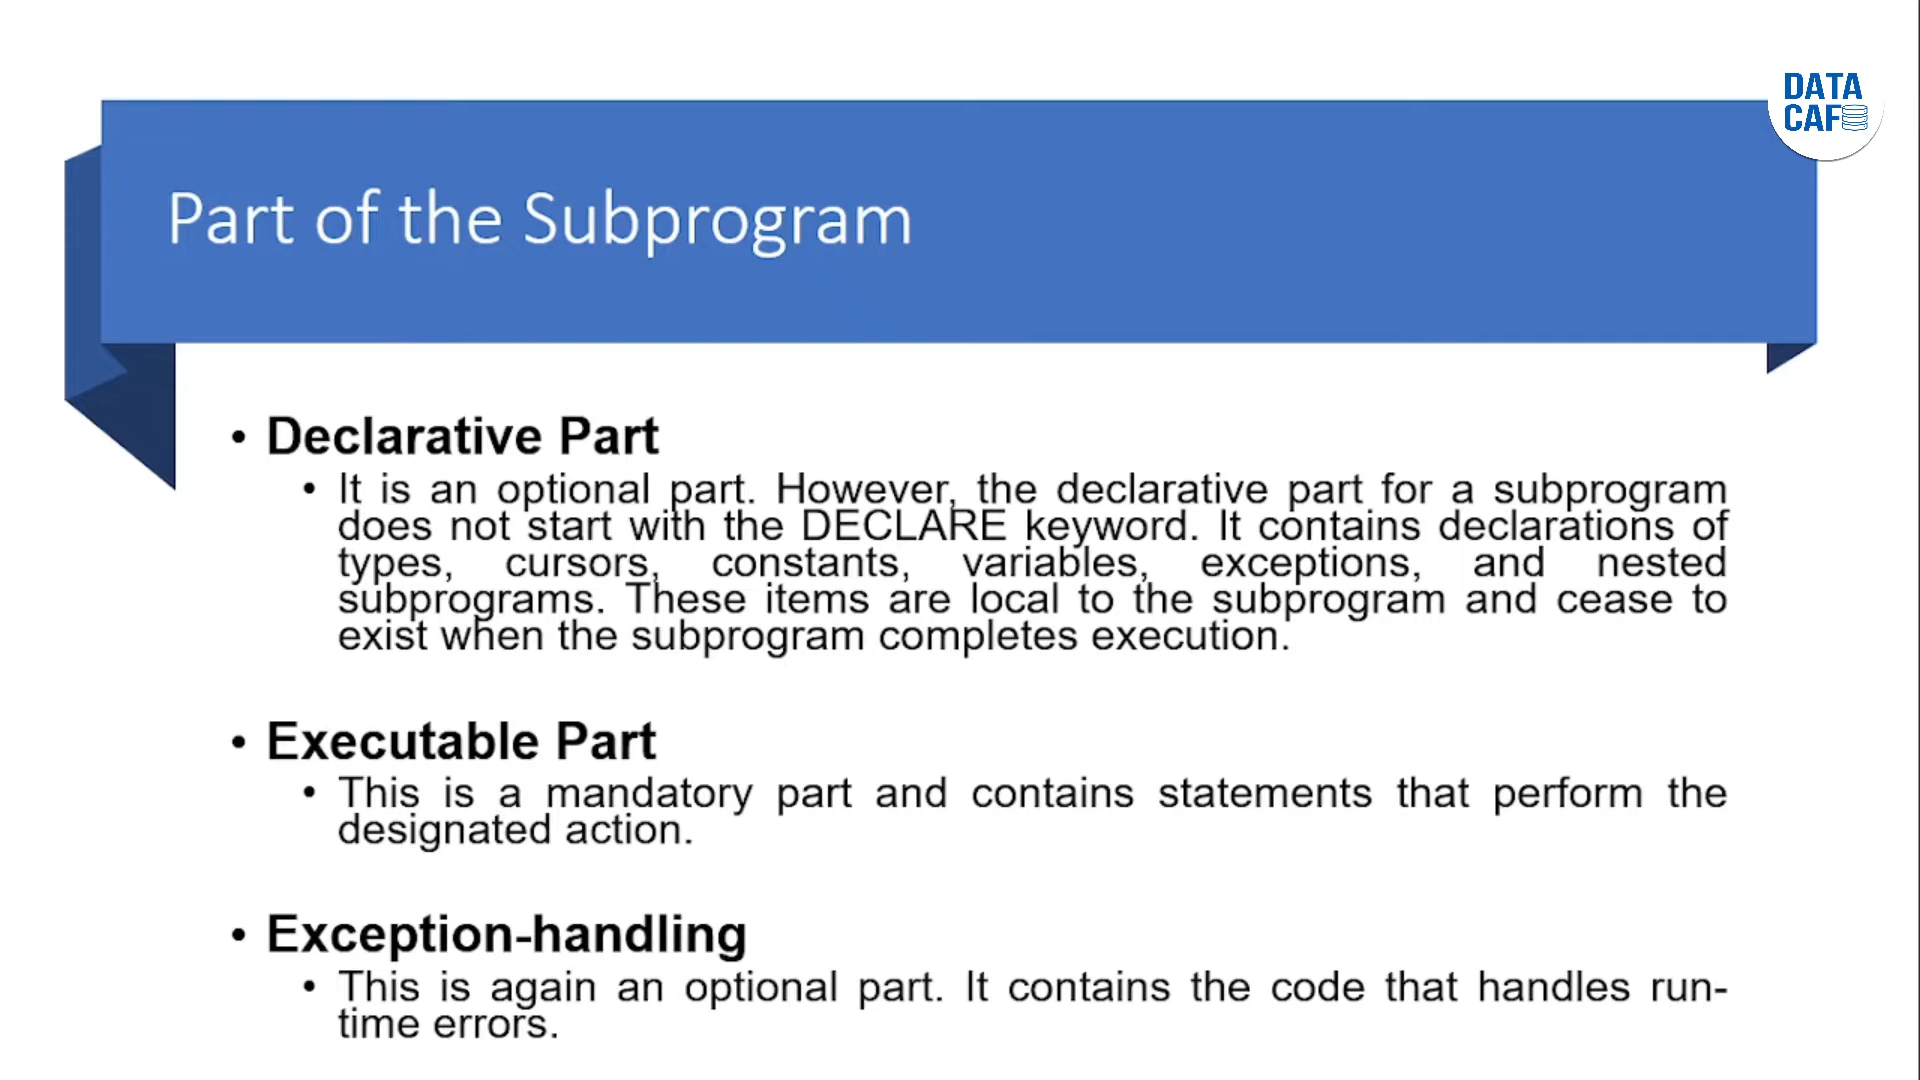 DATA
CAFE
Part of the Subprogram
• Declarative Part
• It is an optional part. However, the declarative part for a subprogram
does not start with the DECLARE keyword. It contains declarations of
types, cursors, constants, variables, exceptions, and nested
subprograms. These items are local to the subprogram and cease to
exist when the subprogram completes execution.
• Executable Part
• This is a mandatory part and contains statements that perform the
designated action.
• Exception-handling
• This is again an optional part. It contains the code that handles run-
time errors.